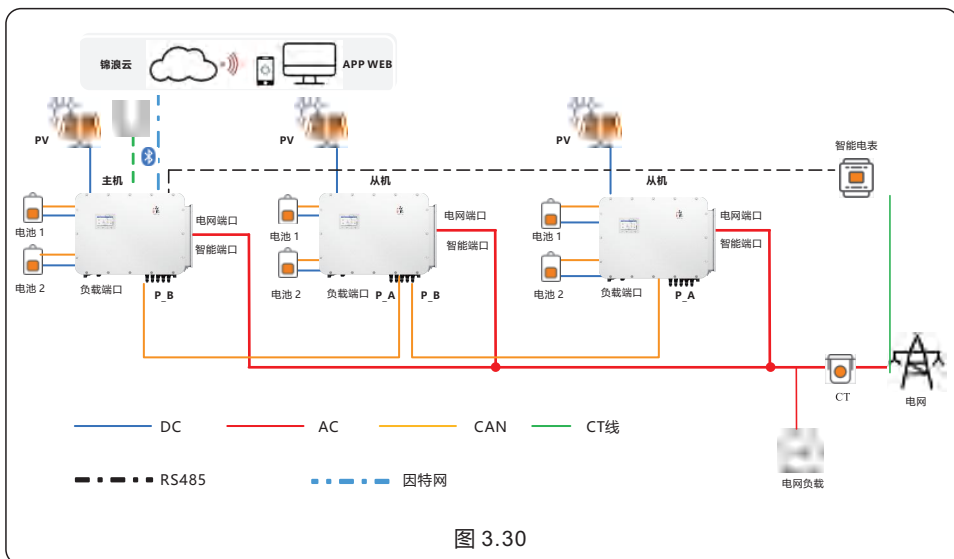 锦浪云
APP WEB
PV
PV
PV
智能电表
主机
从机
从机
电池 1
电池 1
电池 1
电网端口
电网端口
电网端口
智能端口
智能端口
智能端口
电池 2
负载端口
P_B
电池 2
负载端口
P_A
P_B
电池 2
负载端口
P_A
CT
电网
DC
AC
CAN
CT线
RS485
因特网
电网负载
图 3.30